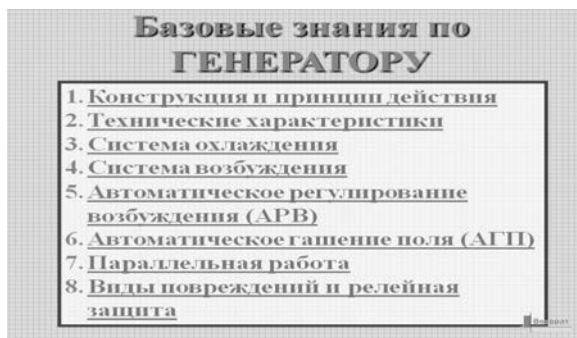 Базовые знания по
ГЕНЕРАТОРУ
1. Конструкция и принцип действия
2. Технические характеристики
3. Система охлаждения
4. Система возбуждения
5. Автоматическое регулирование
возбуждения (АРВ)
6. Автоматическое гашение поля (АГП)
7. Параллельная работа
8. Виды повреждений и релейная
защита
Возврат